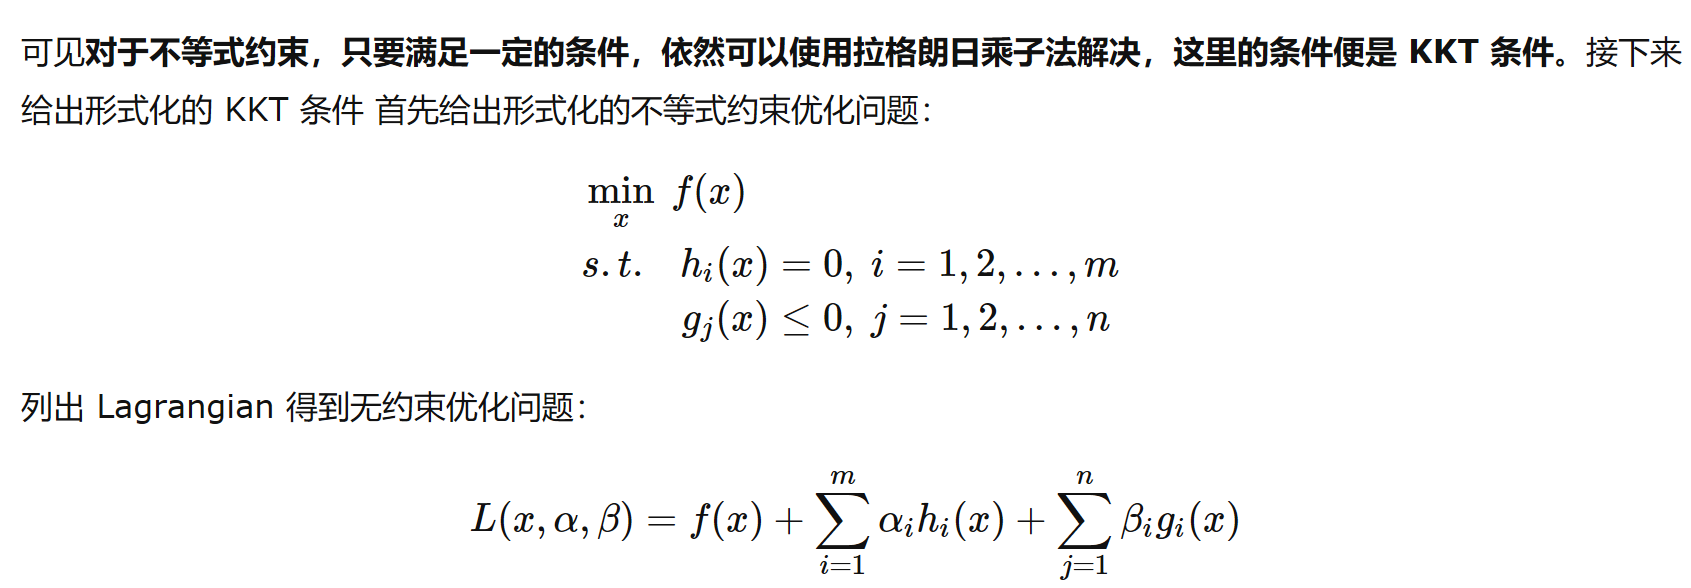 可见对于不等式约束，只要满足一定的条件，依然可以使用拉格朗日乘子法解决，这里的条件便是 KKT 条件。接下来
给出形式化的 KKT 条件 首先给出形式化的不等式约束优化问题：
min f(x)
x
s.t. h_i(x) = 0, i = 1, 2, . . . , m
g_j(x) ≤ 0, j = 1, 2, . . . , n
列出 Lagrangian 得到无约束优化问题：
L(x, α, β) = f(x) + ∑_{i=1}^{m} α_i h_i(x) + ∑_{j=1}^{n} β_i g_i(x)